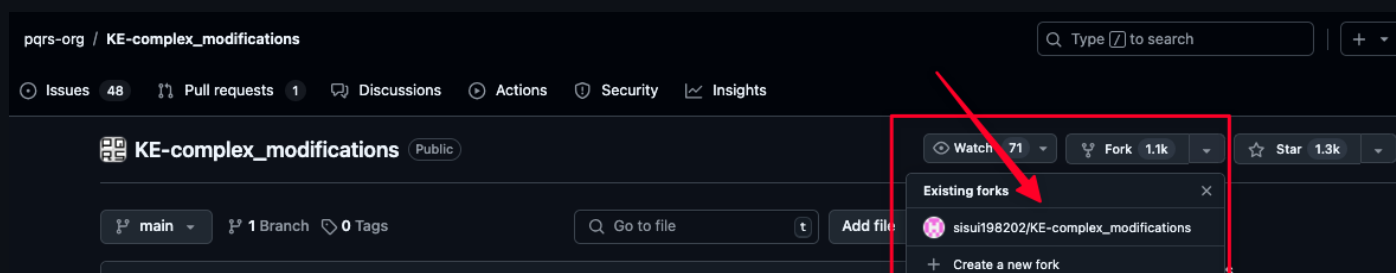 pqrs-org / KE-complex_modifications
Type / to search
Issues 48 Pull requests 1 Discussions Actions Security Insights
KE-complex_modifications Public
Watch 71 Fork 1.1k Star 1.3k
Existing forks
main 1 Branch 0 Tags Go to file t Add file
sisui198202/KE-complex_modifications
Create a new fork